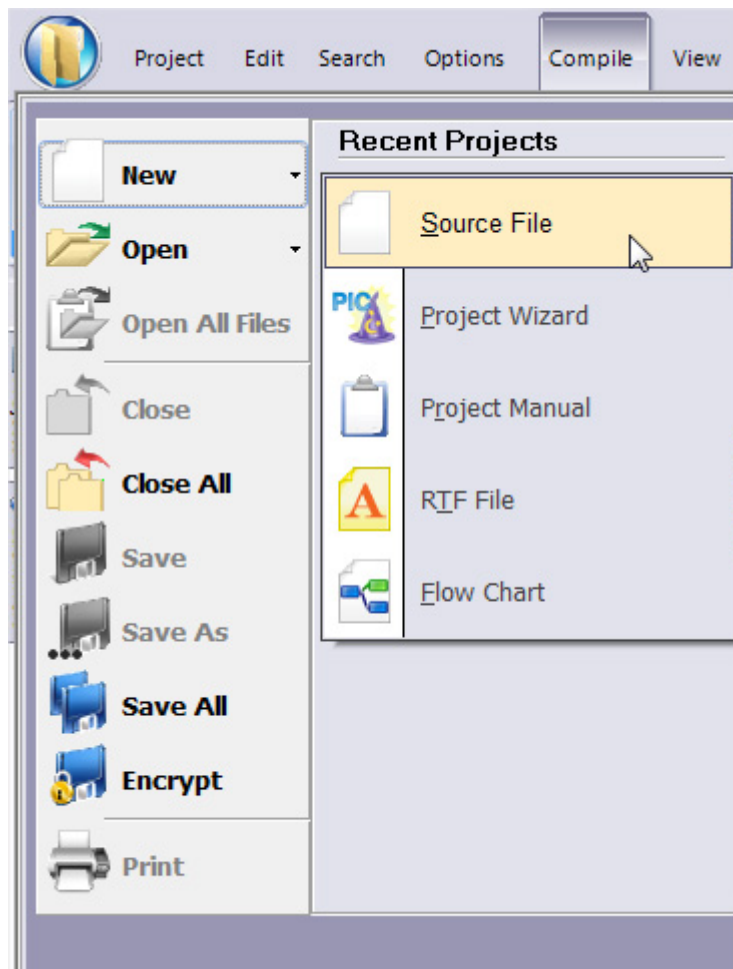 Project Edit Search Options Compile View
New
Open
Open All Files
Close
Close All
Save
Save As
Save All
Encrypt
Print
Recent Projects
Source File
PIC
Project Wizard
Project Manual
A
RTF File
Flow Chart